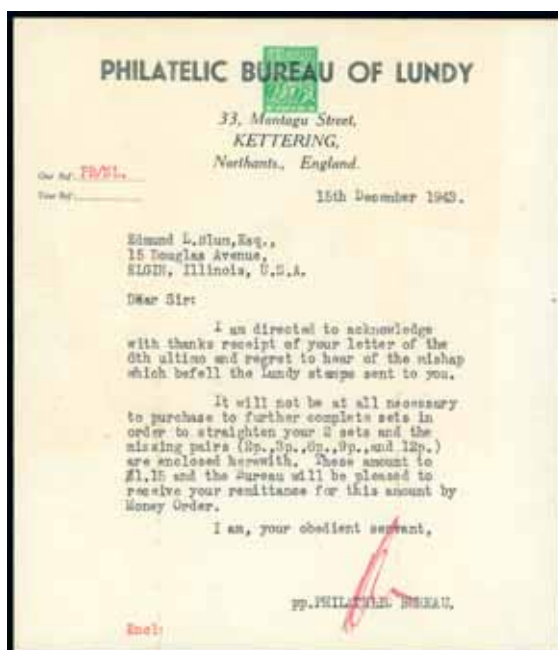 PHILATELIC BUREAU OF LUNDY
33, Montagu Street,
KETTERING,
Northants., England.
Our Ref: PB/NL.
Your Ref:
15th December 1943.
Edmund L.Blum,Esq.,
15 Douglas Avenue,
ELGIN, Illinois, U.S.A.
Dear Sir:
I am directed to acknowledge
with thanks receipt of your letter of the
6th ultimo and regret to hear of the mishap
which befell the Lundy stamps sent to you.
It will not be at all necessary
to purchase to further complete sets in
order to straighten your 2 sets and the
missing pairs (2p.,3p.,6p.,9p.,and 12p.)
are enclosed herewith. These amount to
$1.15 and the Bureau will be pleased to
receive your remittance for this amount by
Money Order.
I am, your obedient servant,
pp.PHILATELIC BUREAU.
Encl: